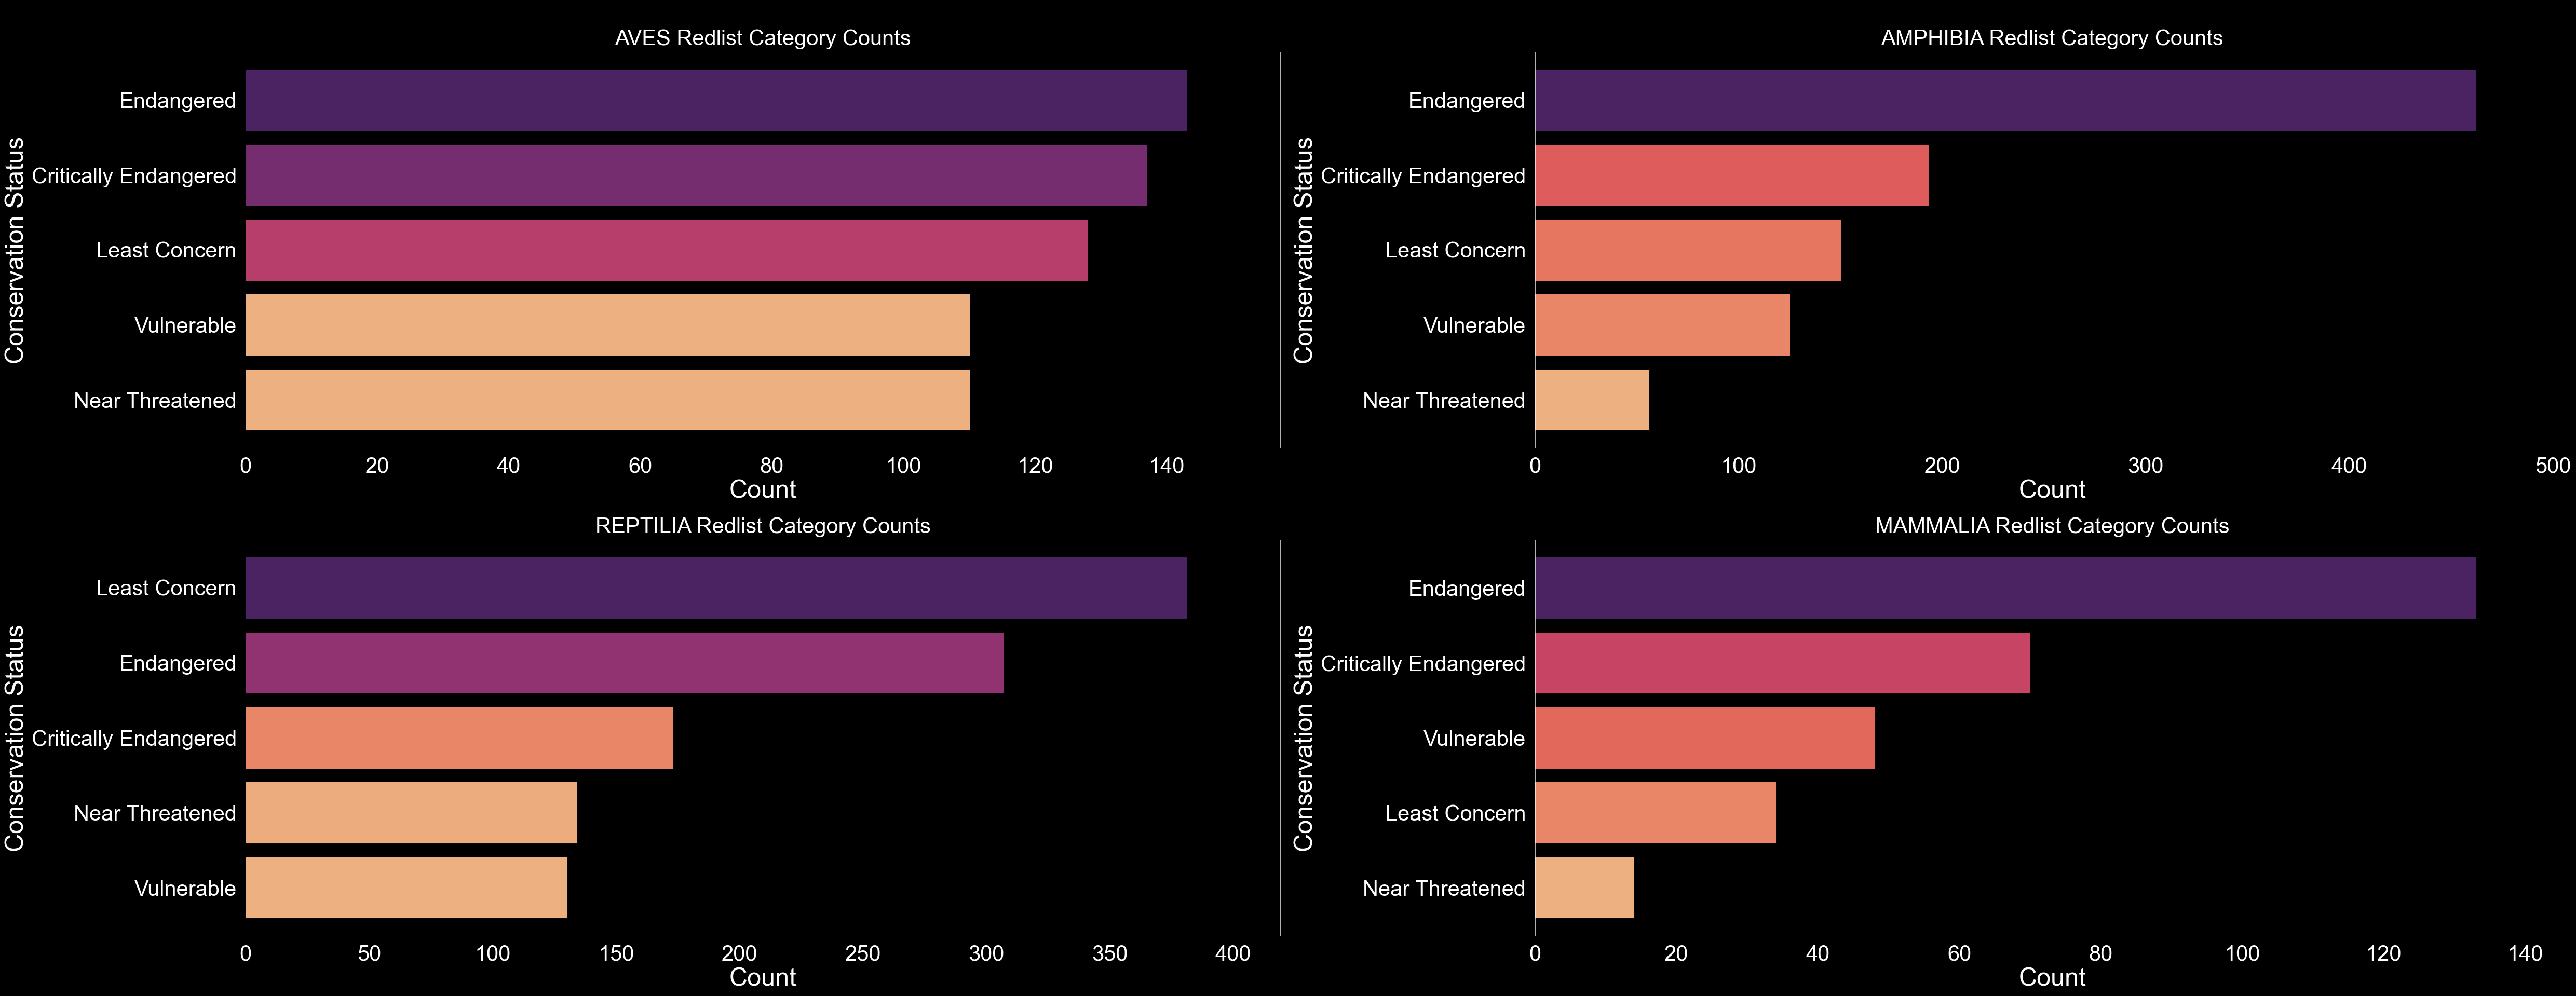 AVES Redlist Category Counts
Conservation Status
Endangered
Critically Endangered
Least Concern
Vulnerable
Near Threatened
0 20 40 60 80 100 120 140
Count
AMPHIBIA Redlist Category Counts
Conservation Status
Endangered
Critically Endangered
Least Concern
Vulnerable
Near Threatened
0 100 200 300 400 500
Count
REPTILIA Redlist Category Counts
Conservation Status
Least Concern
Endangered
Critically Endangered
Near Threatened
Vulnerable
0 50 100 150 200 250 300 350 400
Count
MAMMALIA Redlist Category Counts
Conservation Status
Endangered
Critically Endangered
Vulnerable
Least Concern
Near Threatened
0 20 40 60 80 100 120 140
Count